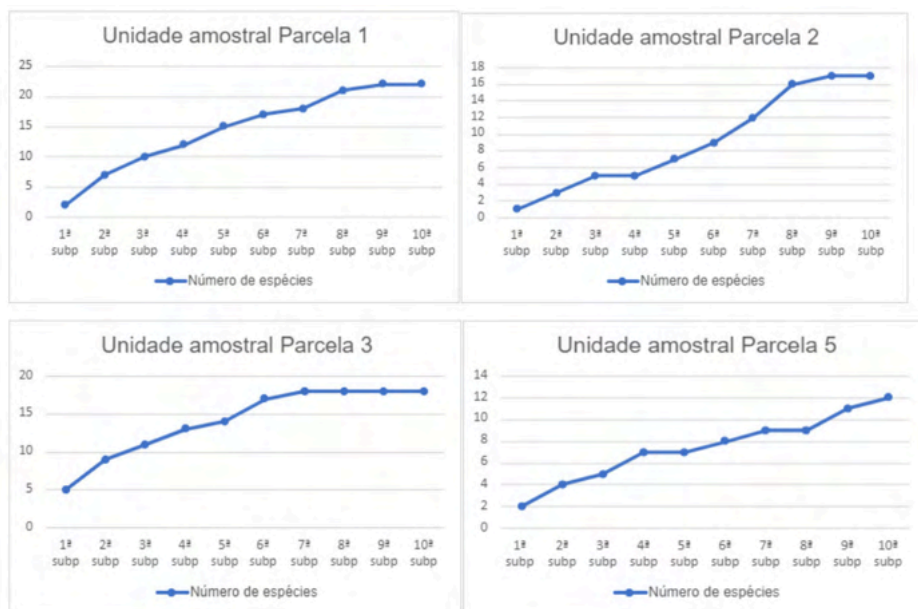 Unidade amostral Parcela 1
25
20
15
10
5
0
1ª subp 2ª subp 3ª subp 4ª subp 5ª subp 6ª subp 7ª subp 8ª subp 9ª subp 10ª subp
Número de espècies
Unidade amostral Parcela 2
18
16
14
12
10
8
6
4
2
0
1ª subp 2ª subp 3ª subp 4ª subp 5ª subp 6ª subp 7ª subp 8ª subp 9ª subp 10ª subp
Número de espècies
Unidade amostral Parcela 3
20
15
10
5
0
1ª subp 2ª subp 3ª subp 4ª subp 5ª subp 6ª subp 7ª subp 8ª subp 9ª subp 10ª subp
Número de espècies
Unidade amostral Parcela 5
14
12
10
8
6
4
2
0
1ª subp 2ª subp 3ª subp 4ª subp 5ª subp 6ª subp 7ª subp 8ª subp 9ª subp 10ª subp
Número de espècies